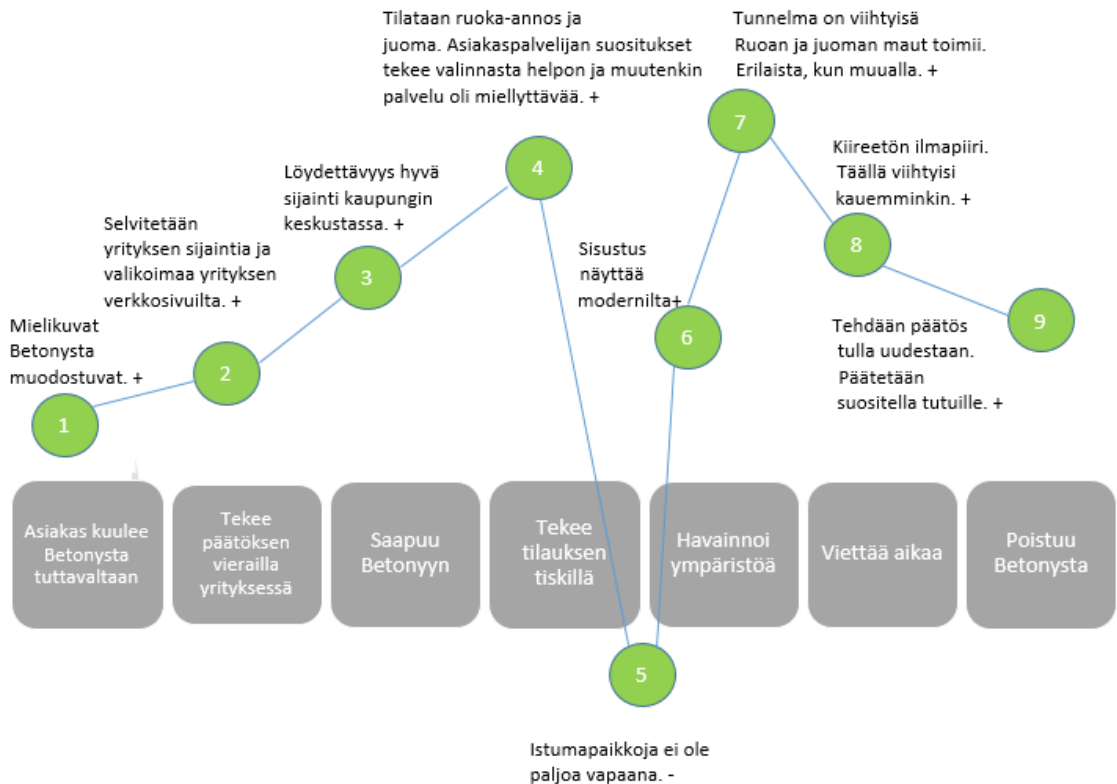 Tilataan ruoka-annos ja
juoma. Asiakaspalvelijan suositukset
tekee valinnasta helpon ja muutenkin
palvelu oli miellyttävää. +
Tunnelma on viihtyisä
Ruoan ja juoman maut toimii.
Erilaista, kun muualla. +
Löydettävyys hyvä
sijainti kaupungin
keskustassa. +
Kiireetön ilmapiiri.
Täällä viihtyisi
kauemminkin. +
Selvitetään
yrityksen sijaintia ja
valikoimaa yrityksen
verkkosivuilta. +
Sisustus
näyttää
modernilta+
Mielikuvat
Betonysta
muodostuvat. +
Tehdään päätös
tulla uudestaan.
Päätetään
suositella tutuille. +
1
2
3
4
5
6
7
8
9
Asiakas kuulee
Betonysta
tuttavaltaan
Tekee
päätöksen
vierailla
yrityksessä
Saapuu
Betonyyn
Tekee
tilauksen
tiskillä
Havainnoi
ympäristöä
Viettää aikaa
Poistuu
Betonysta
Istumapaikkoja ei ole
paljoa vapaana. -